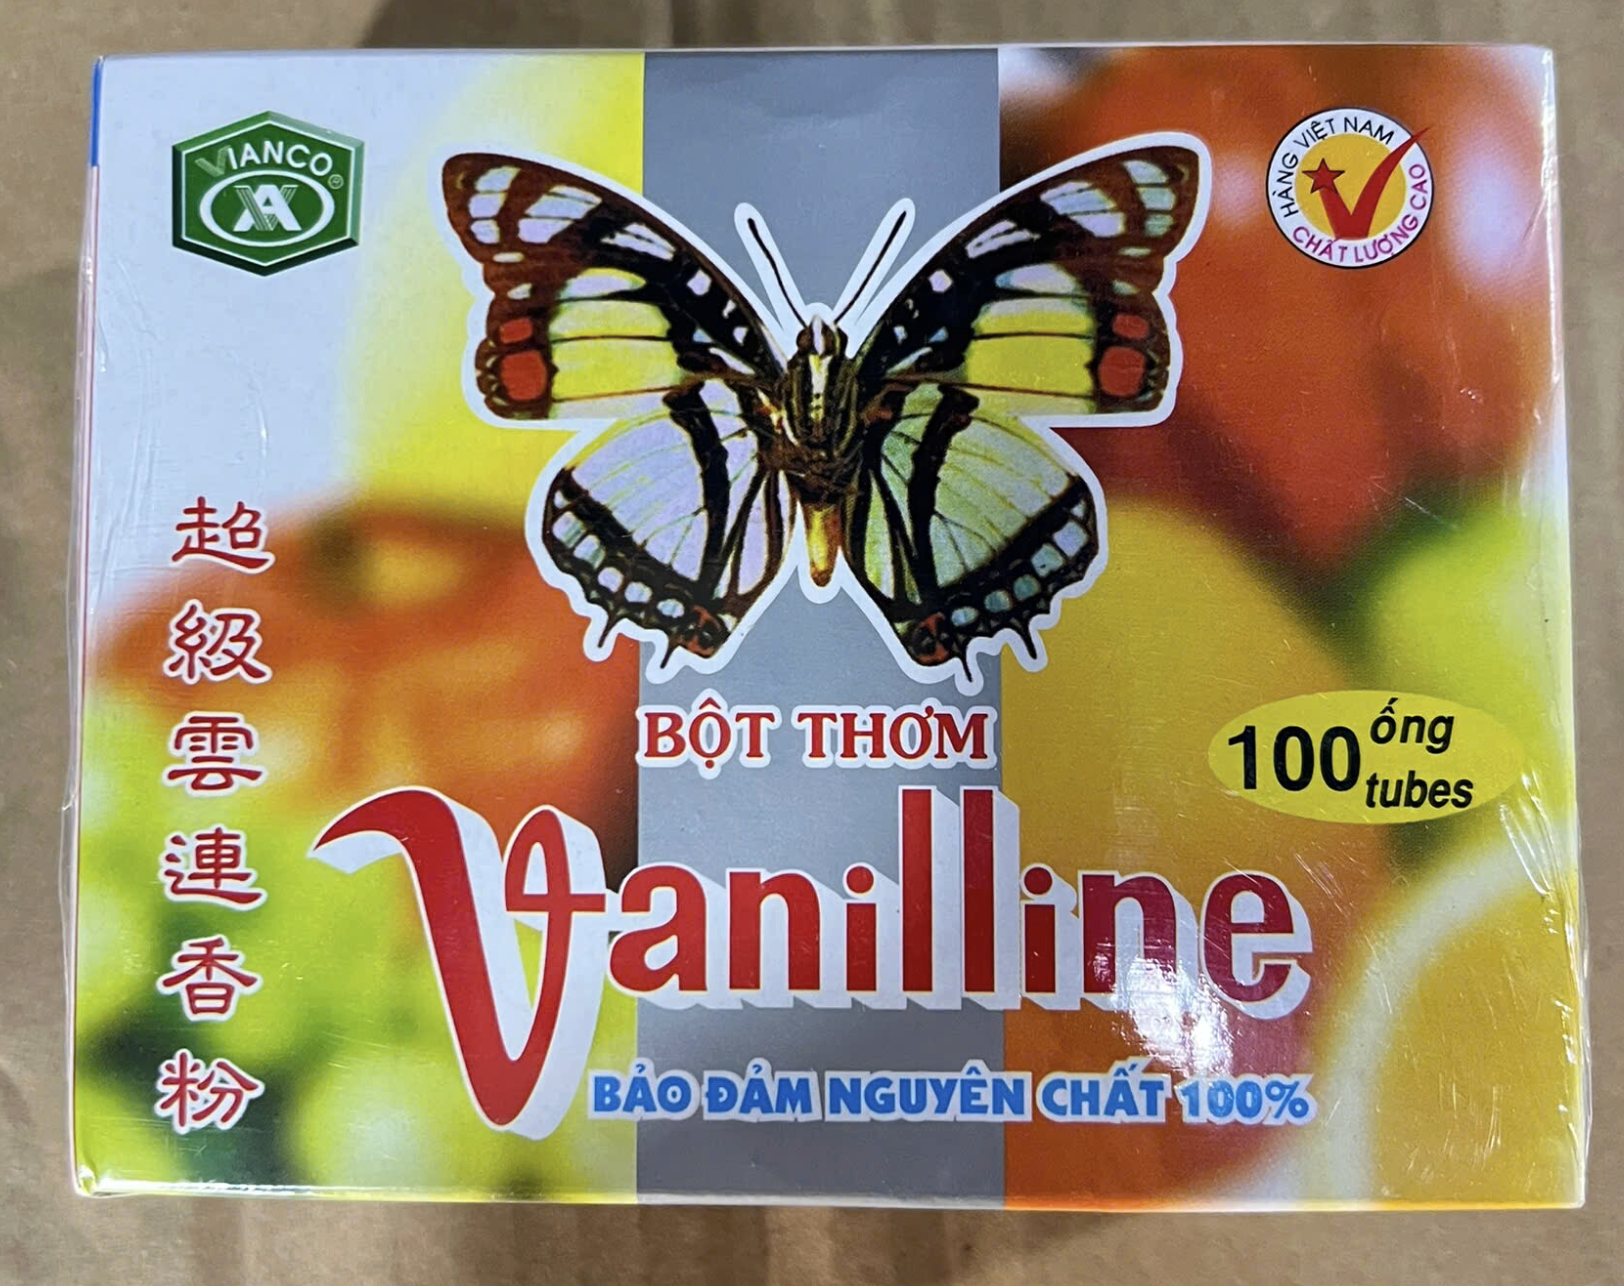 VIANCO
HÀNG VIỆT NAM
CHẤT LƯỢNG CAO
超級雲連香粉
BỘT THƠM
100 ống
tubes
Vanilline
BẢO ĐẢM NGUYÊN CHẤT 100%